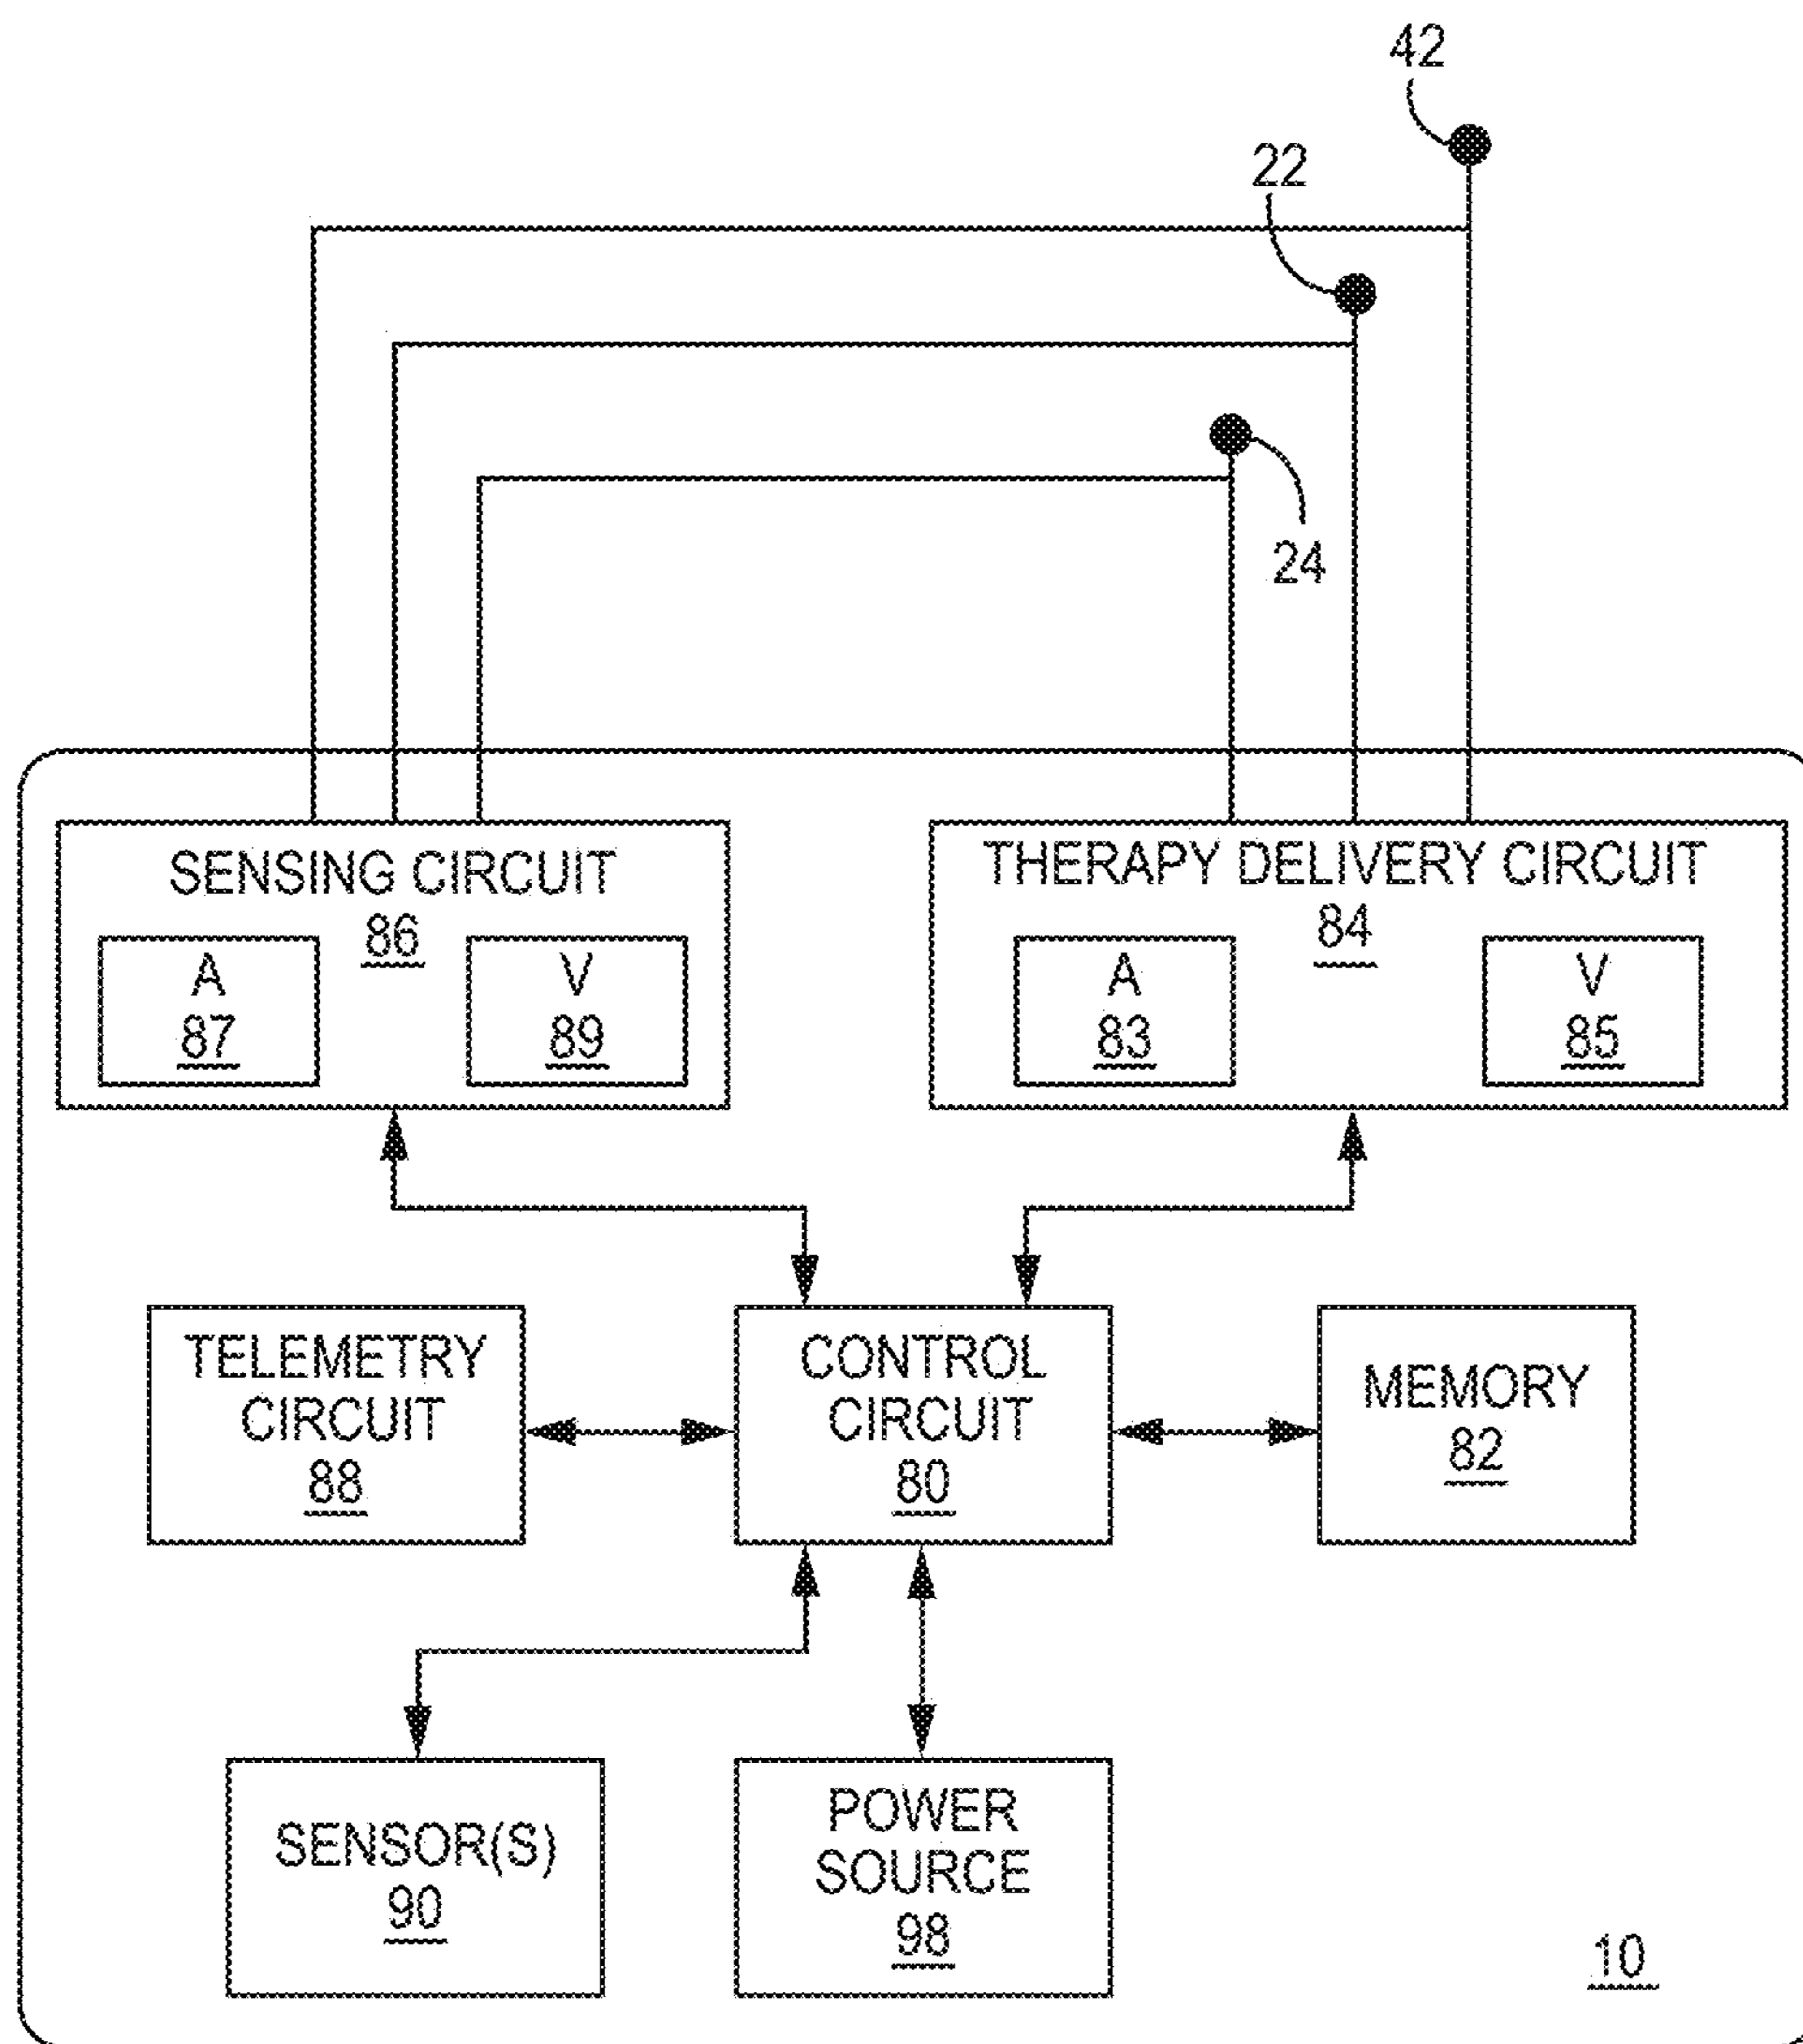 42
22
24
SENSING CIRCUIT
86
A
87
V
89
THERAPY DELIVERY CIRCUIT
84
A
83
V
85
TELEMETRY
CIRCUIT
88
CONTROL
CIRCUIT
80
MEMORY
82
SENSOR(S)
90
POWER
SOURCE
98
10